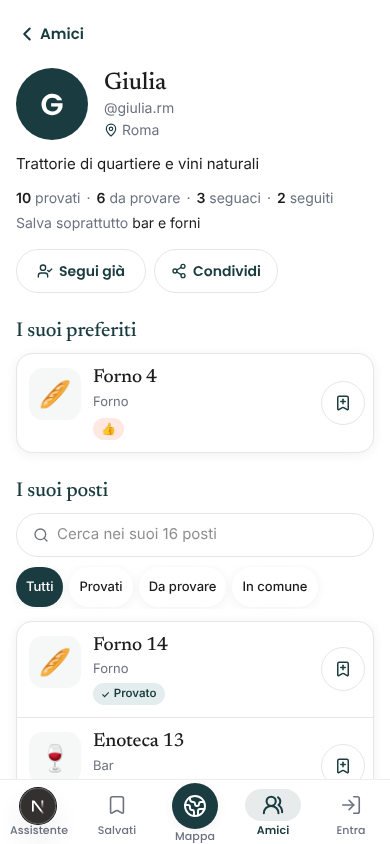 Amici
G
Giulia
@giulia.rm
Roma
Trattorie di quartiere e vini naturali
10 provati · 6 da provare · 3 seguaci · 2 seguiti
Salva soprattutto bar e forni
Segui già
Condividi
I suoi preferiti
Forno 4
Forno
I suoi posti
Cerca nei suoi 16 posti
Tutti
Provati
Da provare
In comune
Forno 14
Forno
Provato
Enoteca 13
Bar
N
Assistente
Salvati
Mappa
Amici
Entra